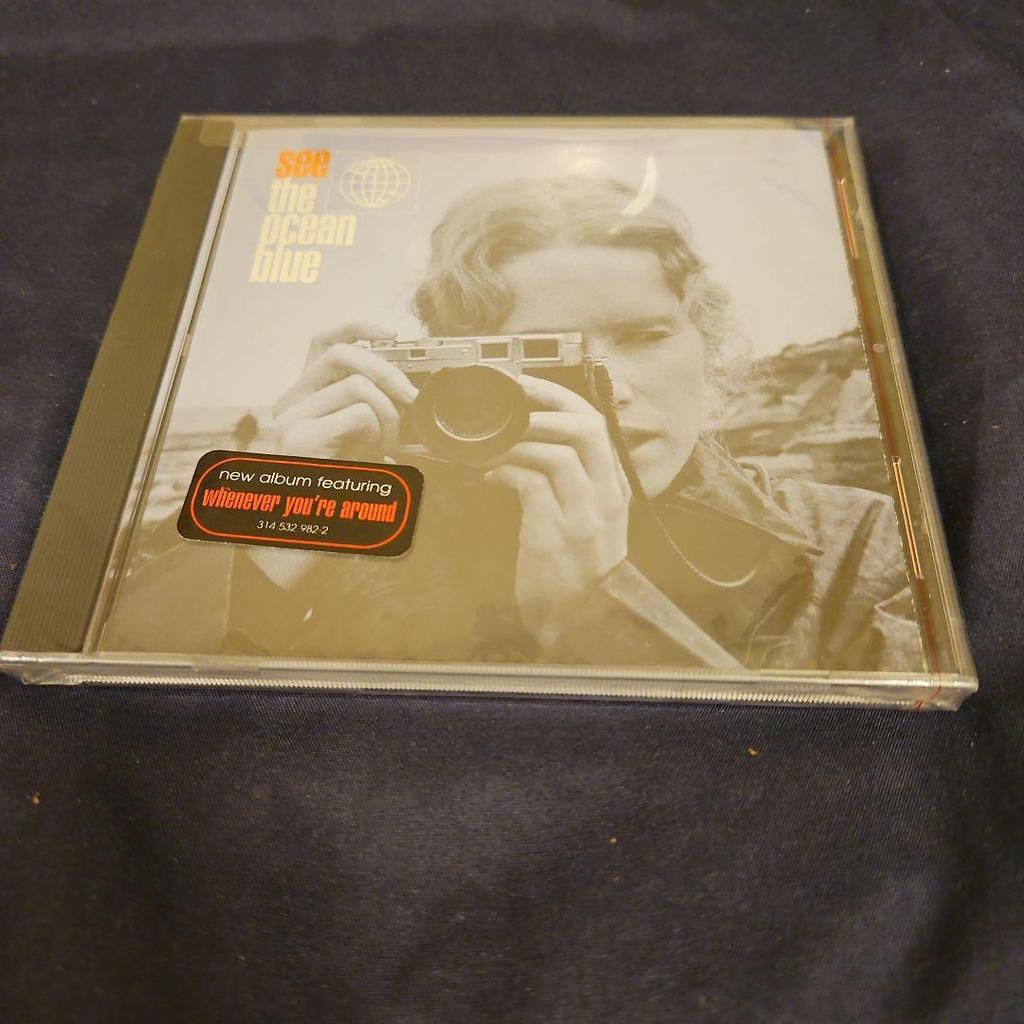 see
the
ocean
blue
new album featuring
whenever you're around
314 532 982-2